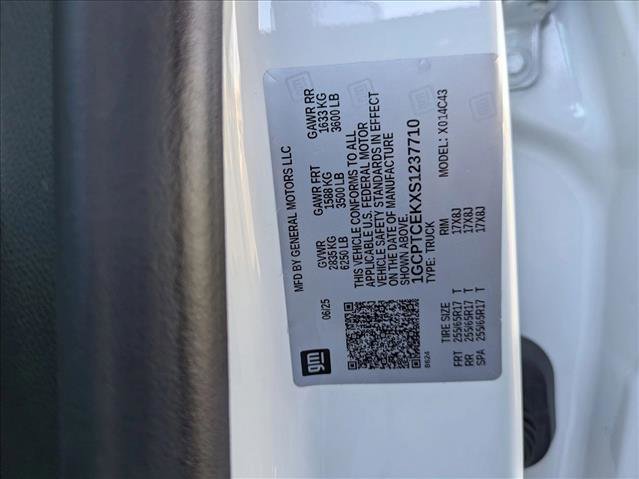 gm
MFD BY GENERAL MOTORS LLC
06/25
GVWR GAWR FRT GAWR RR
2835 KG 1588 KG 1633 KG
6250 LB 3500 LB 3600 LB
THIS VEHICLE CONFORMS TO ALL
APPLICABLE U.S. FEDERAL MOTOR
VEHICLE SAFETY STANDARDS IN EFFECT
ON THE DATE OF MANUFACTURE
SHOWN ABOVE.
1GCPTCEKXS1237710
TYPE: TRUCK
8624
MODEL: X014C43
TIRE SIZE RIM
FRT 255/65R17 T 17X8J
RR 255/65R17 T 17X8J
SPA 255/65R17 T 17X8J